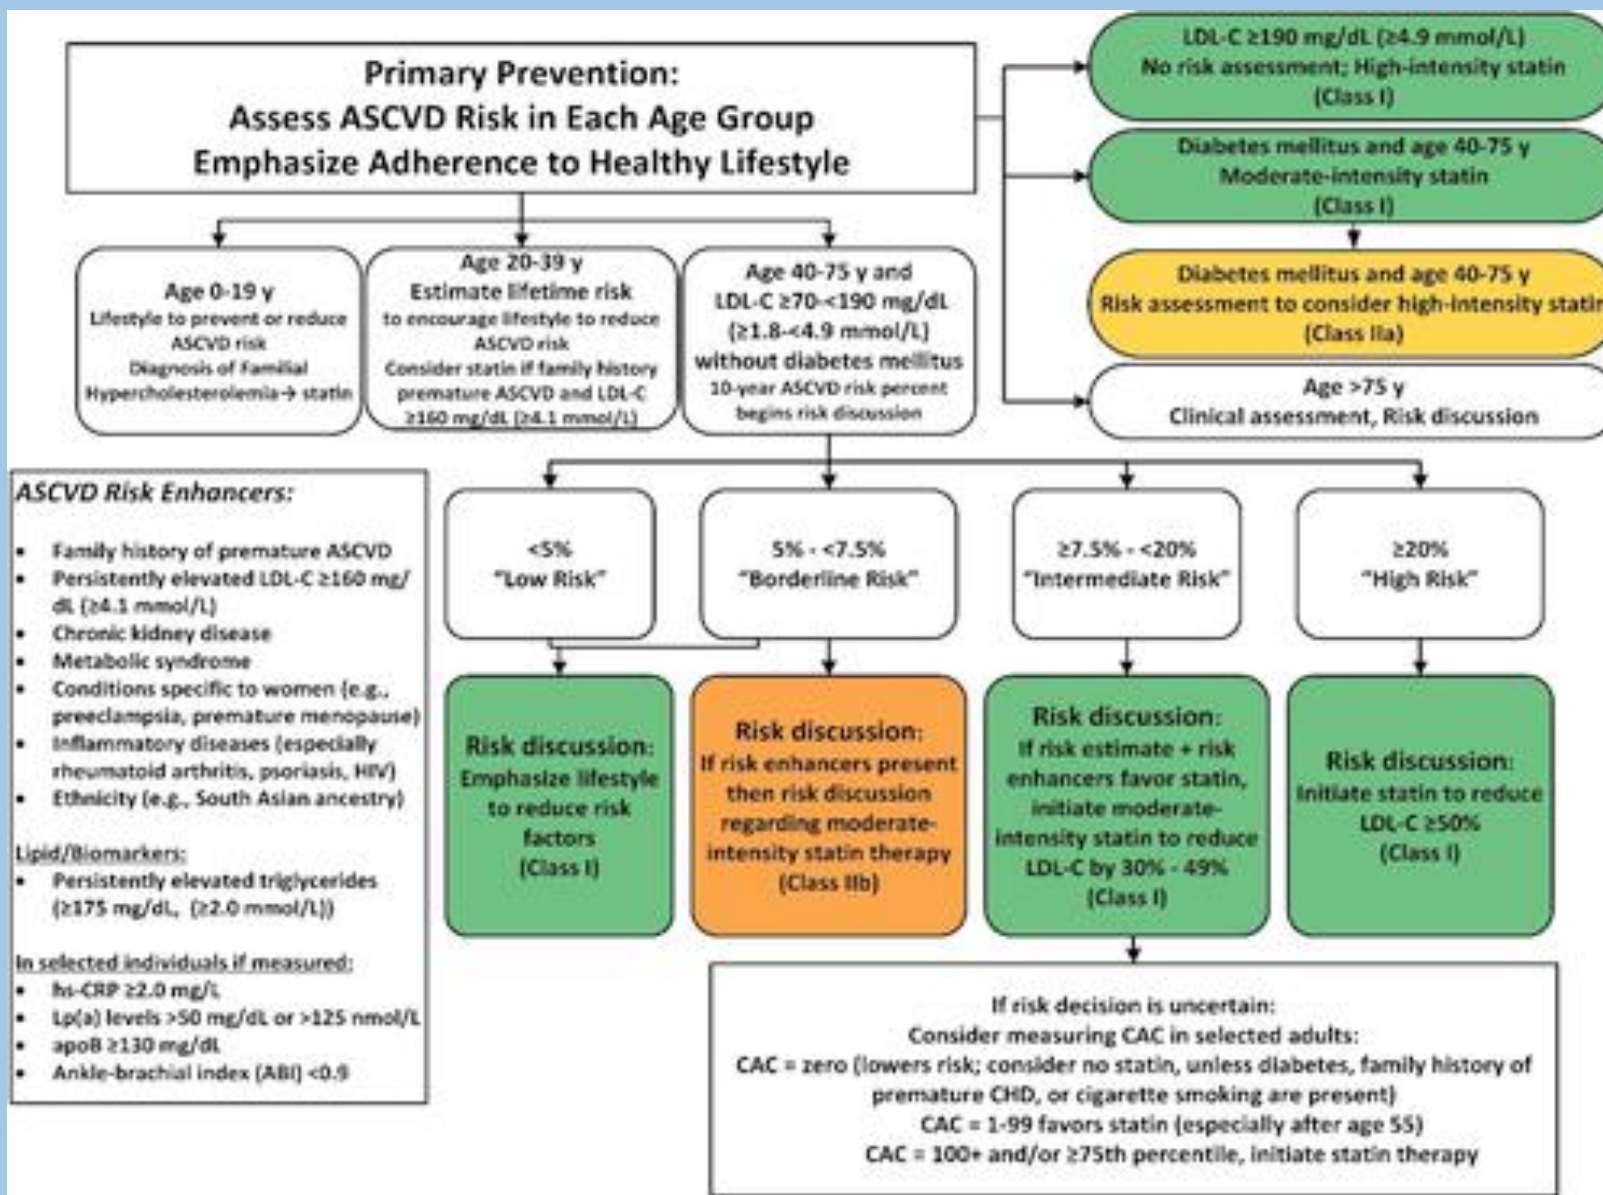 Primary Prevention:
Assess ASCVD Risk in Each Age Group
Emphasize Adherence to Healthy Lifestyle
LDL-C ≥190 mg/dL (≥4.9 mmol/L)
No risk assessment; High-intensity statin
(Class I)
Diabetes mellitus and age 40-75 y
Moderate-intensity statin
(Class I)
Diabetes mellitus and age 40-75 y
Risk assessment to consider high-intensity statin
(Class IIa)
Age >75 y
Clinical assessment, Risk discussion
Age 0-19 y
Lifestyle to prevent or reduce
ASCVD risk
Diagnosis of Familial
Hypercholesterolemia→ statin
Age 20-39 y
Estimate lifetime risk
to encourage lifestyle to reduce
ASCVD risk
Consider statin if family history
premature ASCVD and LDL-C
≥160 mg/dL (≥4.1 mmol/L)
Age 40-75 y and
LDL-C ≥70-<190 mg/dL
(≥1.8-<4.9 mmol/L)
without diabetes mellitus
10-year ASCVD risk percent
begins risk discussion
ASCVD Risk Enhancers:
• Family history of premature ASCVD
• Persistently elevated LDL-C ≥160 mg/
dL (≥4.1 mmol/L)
• Chronic kidney disease
• Metabolic syndrome
• Conditions specific to women (e.g.,
preeclampsia, premature menopause)
• Inflammatory diseases (especially
rheumatoid arthritis, psoriasis, HIV)
• Ethnicity (e.g., South Asian ancestry)
Lipid/Biomarkers:
• Persistently elevated triglycerides
(≥175 mg/dL, (≥2.0 mmol/L))
In selected individuals if measured:
• hs-CRP ≥2.0 mg/L
• Lp(a) levels >50 mg/dL or >125 nmol/L
• apoB ≥130 mg/dL
• Ankle-brachial index (ABI) <0.9
<5%
"Low Risk"
5% - <7.5%
"Borderline Risk"
≥7.5% - <20%
"Intermediate Risk"
≥20%
"High Risk"
Risk discussion:
Emphasize lifestyle
to reduce risk
factors
(Class I)
Risk discussion:
If risk enhancers present
then risk discussion
regarding moderate-
intensity statin therapy
(Class IIb)
Risk discussion:
If risk estimate + risk
enhancers favor statin,
initiate moderate-
intensity statin to reduce
LDL-C by 30% - 49%
(Class I)
Risk discussion:
Initiate statin to reduce
LDL-C ≥50%
(Class I)
If risk decision is uncertain:
Consider measuring CAC in selected adults:
CAC = zero (lowers risk; consider no statin, unless diabetes, family history of
premature CHD, or cigarette smoking are present)
CAC = 1-99 favors statin (especially after age 55)
CAC = 100+ and/or ≥75th percentile, initiate statin therapy